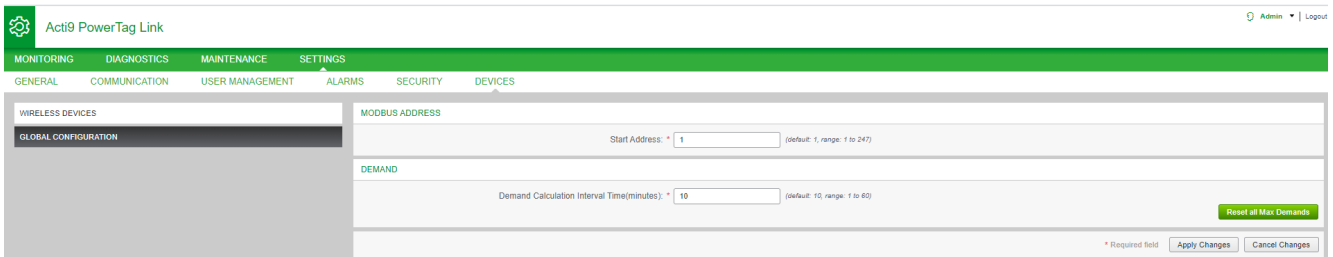 Acti9 PowerTag Link
Admin | Logout
MONITORING DIAGNOSTICS MAINTENANCE SETTINGS
GENERAL COMMUNICATION USER MANAGEMENT ALARMS SECURITY DEVICES
WIRELESS DEVICES
GLOBAL CONFIGURATION
MODBUS ADDRESS
Start Address: * 1 (default: 1, range: 1 to 247)
DEMAND
Demand Calculation Interval Time(minutes): * 10 (default: 10, range: 1 to 60)
Reset all Max Demands
* Required field Apply Changes Cancel Changes